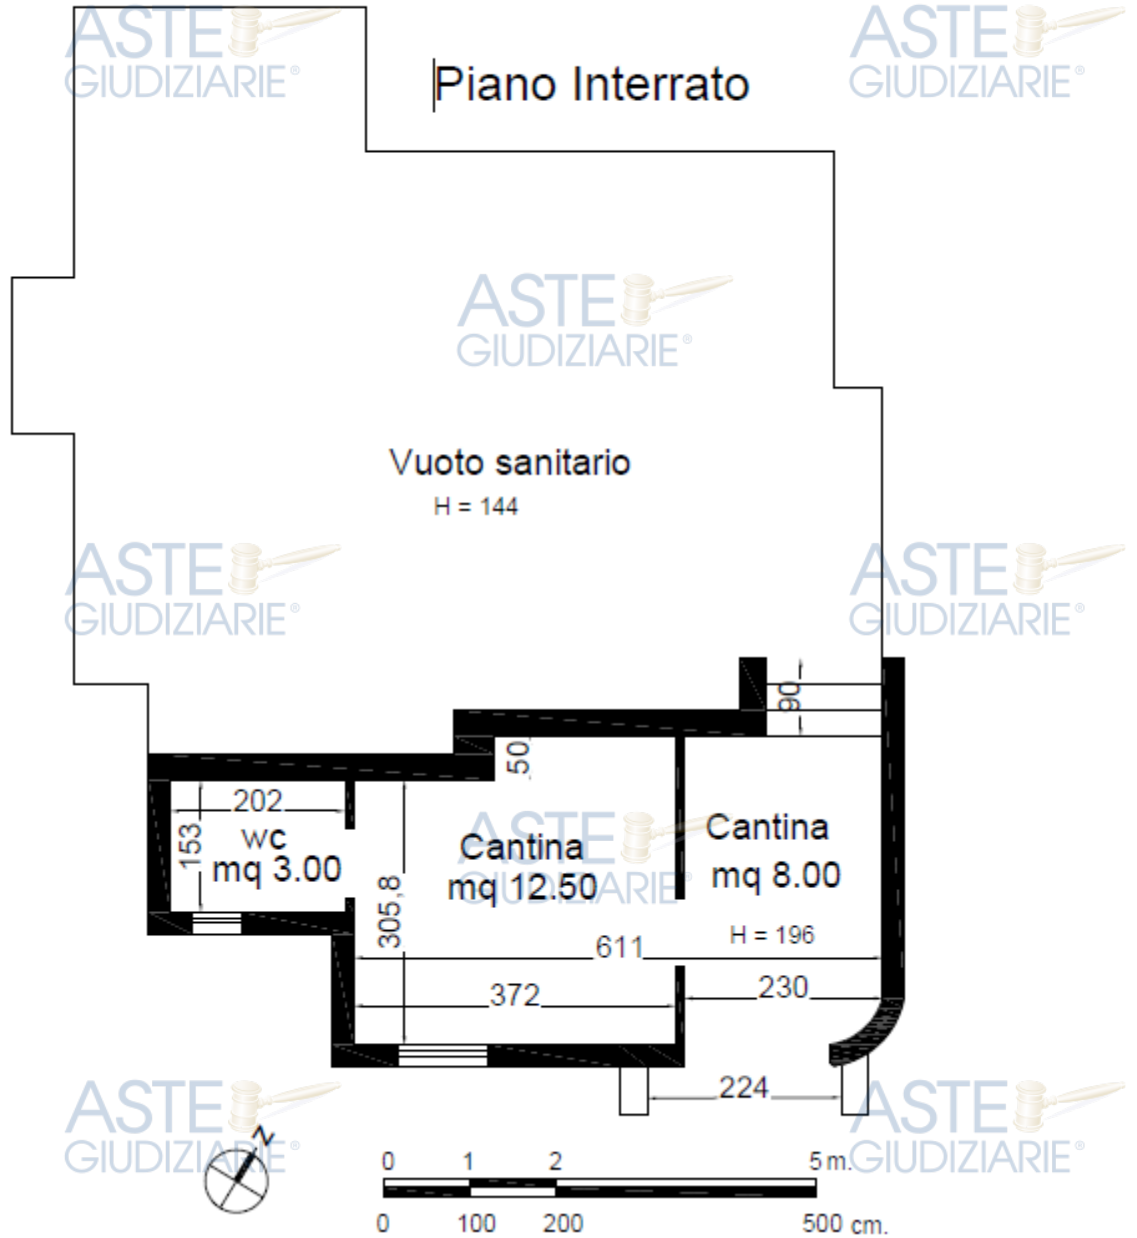 ASTE
GIUDIZIARIE®
ASTE
GIUDIZIARIE®
Piano Interrato
ASTE
GIUDIZIARIE®
Vuoto sanitario
H = 144
ASTE
GIUDIZIARIE®
ASTE
GIUDIZIARIE®
90
50
202
153
wc
mq 3.00
ASTE
GIUDIZIARIE
Cantina
mq 12.50
Cantina
mq 8.00
305,8
H = 196
611
372
230
224
ASTE
GIUDIZIARIE®
ASTE
GIUDIZIARIE®
Z
0 1 2 5 m.
0 100 200 500 cm.